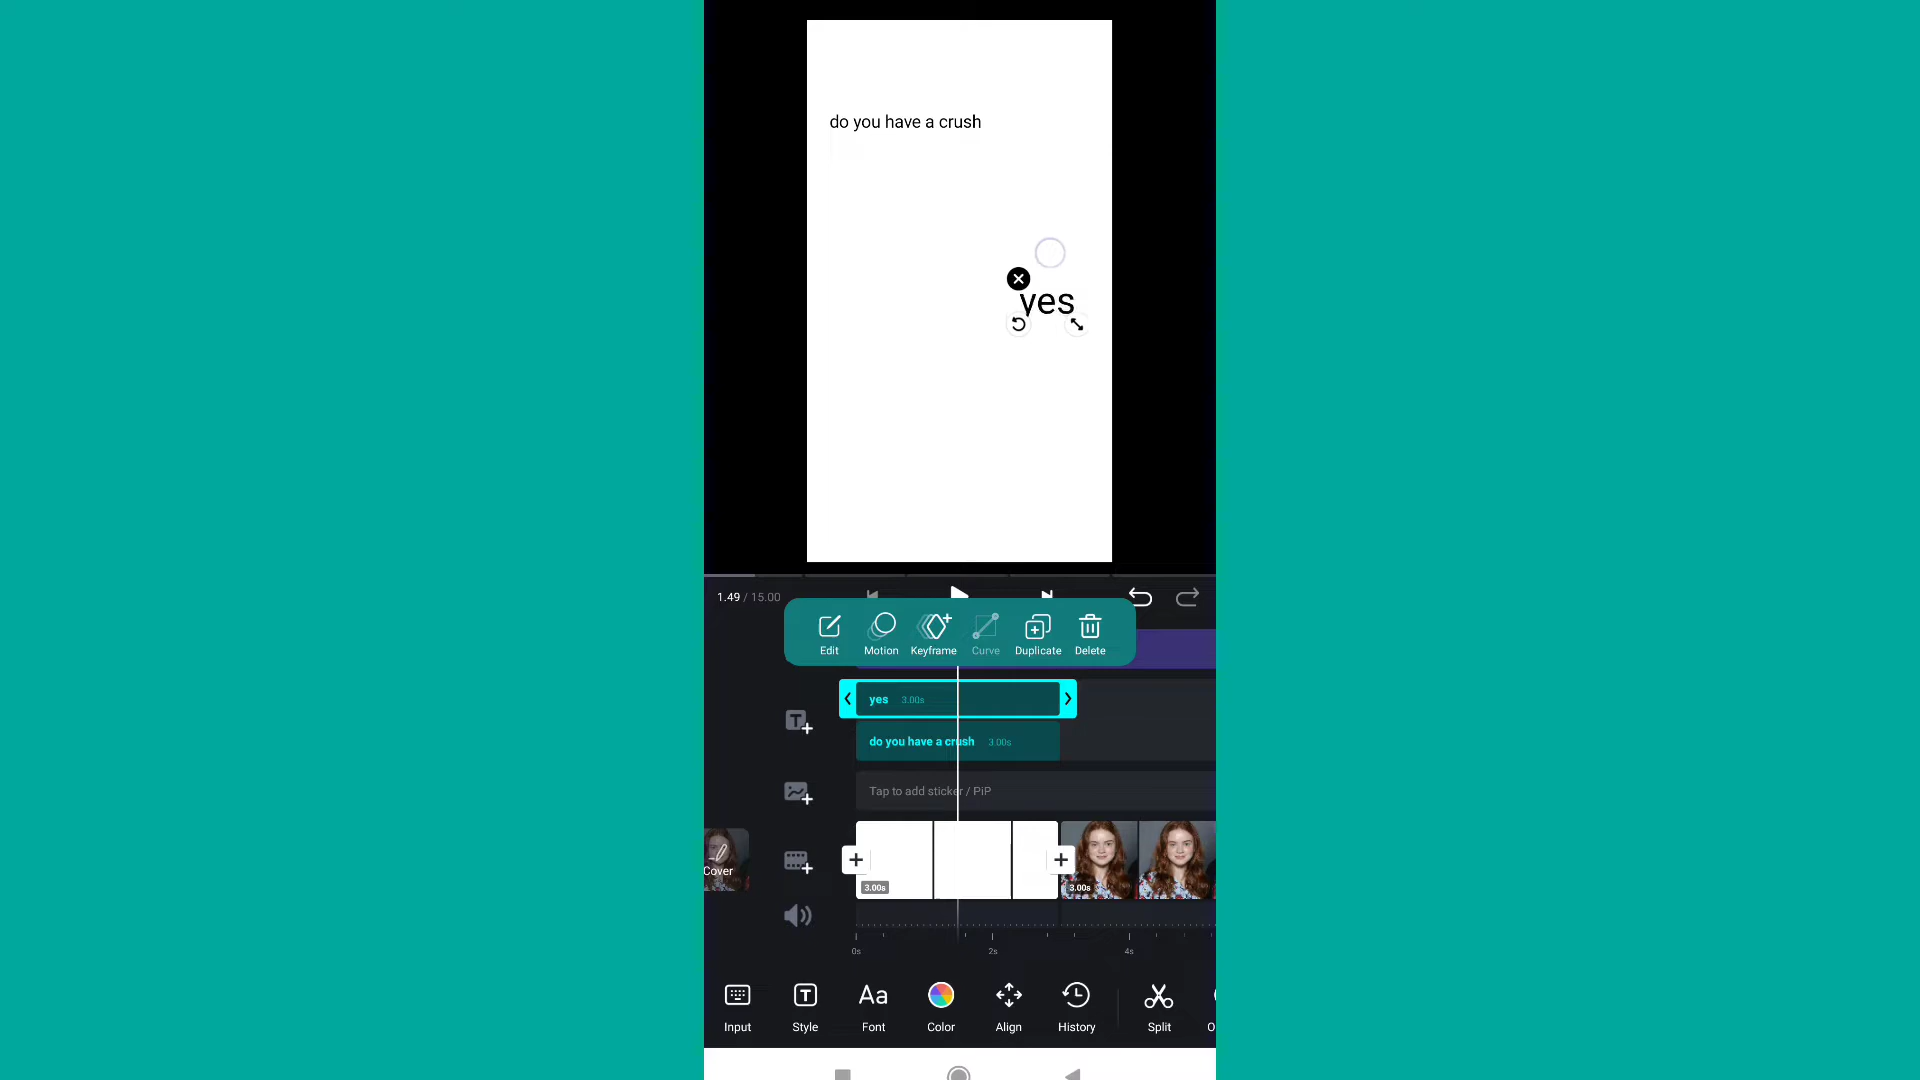 do you have a crush
yes
1.49 / 15.00
Edit
Motion
Keyframe
Curve
Duplicate
Delete
yes 3.00s
do you have a crush 3.00s
Tap to add sticker / PiP
Cover
3.00s
3.00s
0s
2s
4s
Input
Style
Font
Color
Align
History
Split